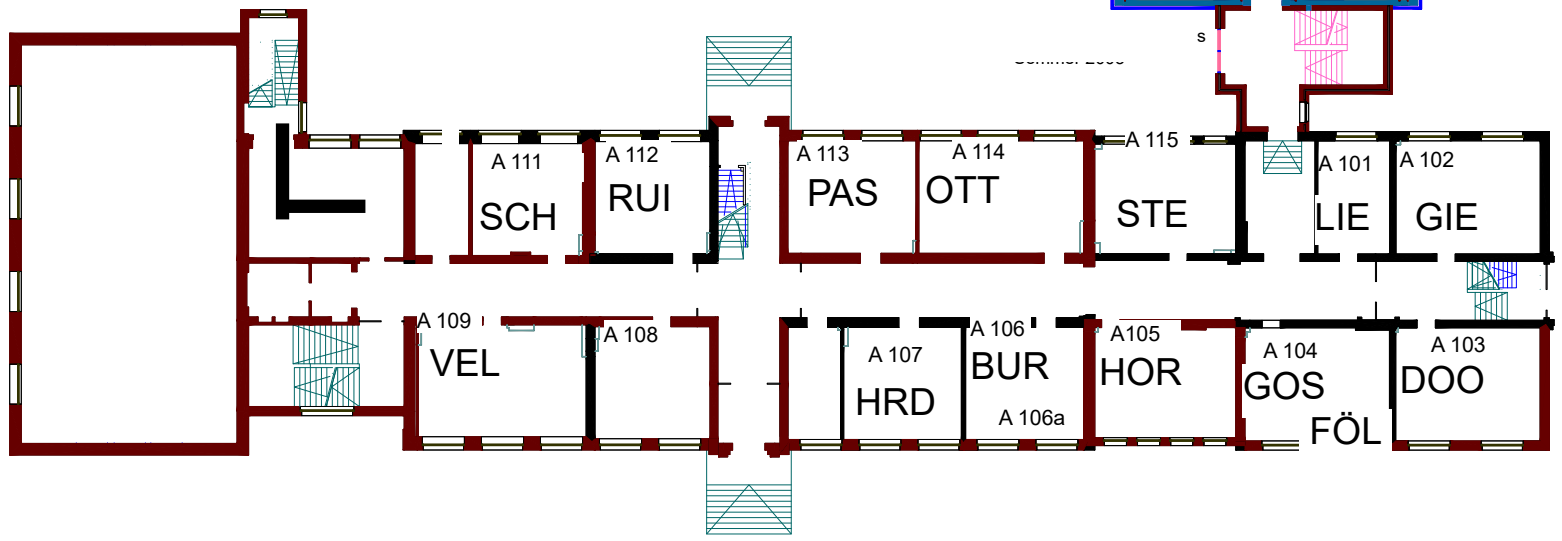 s
A 111
SCH
A 112
RUI
A 113
PAS
A 114
OTT
A 115
STE
A 101
LIE
A 102
GIE
A 109
VEL
A 108
A 107
HRD
A 106
BUR
A 106a
A105
HOR
A 104
GOS
FÖL
A 103
DOO